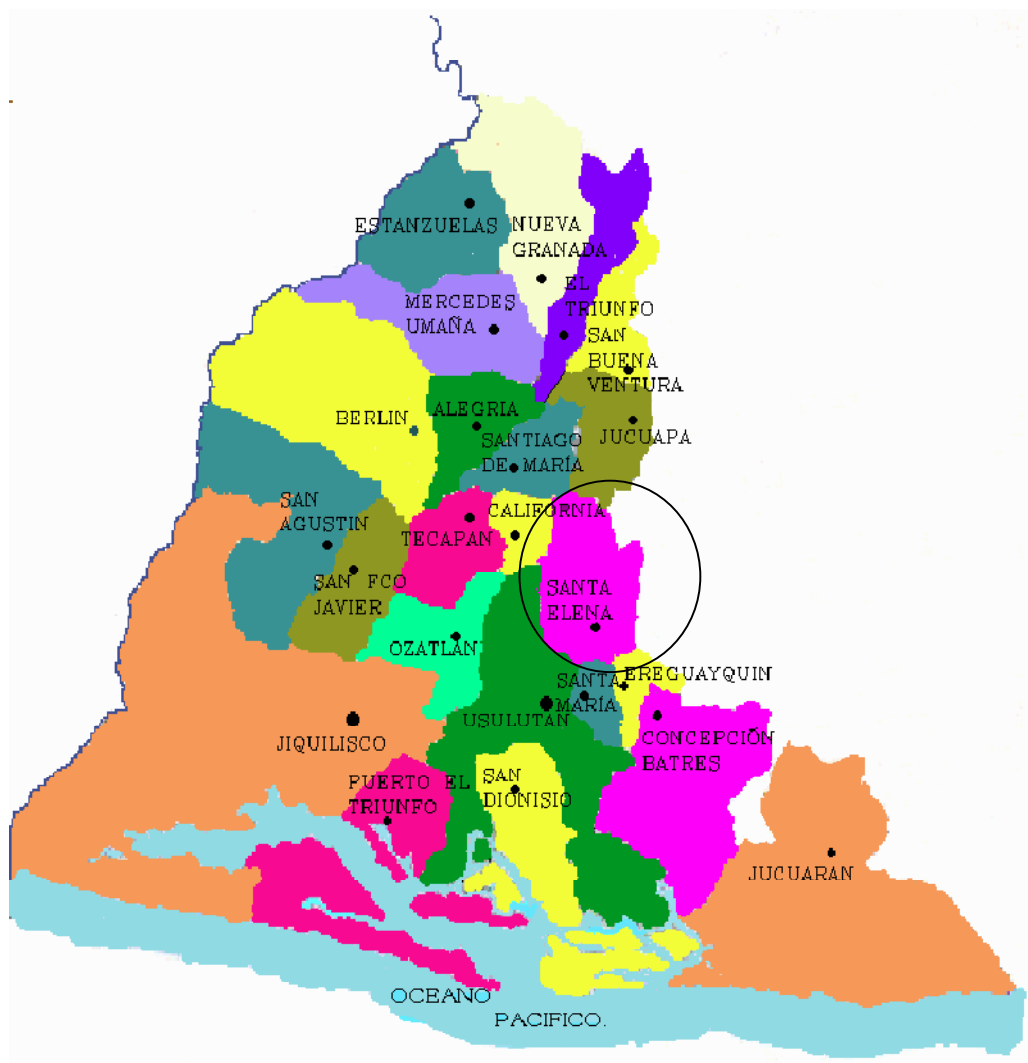 ESTANZUELAS
NUEVA
GRANADA
EL
TRIUNFO
MERCEDES
UMAÑA
SAN
BUENA
VENTURA
BERLIN
ALEGRIA
SANTIAGO
DE MARÍA
JUCUAPA
SAN
AGUSTIN
TECAPAN
CALIFORNIA
SAN FCO
JAVIER
SANTA
ELENA
OZATLAN
SANTA
MARÍA
EREGUAYQUIN
USULUTAN
JIQUILISCO
CONCEPCIÓN
BATRES
PUERTO EL
TRIUNFO
SAN
DIONISIO
JUCUARAN
OCEANO
PACIFICO.